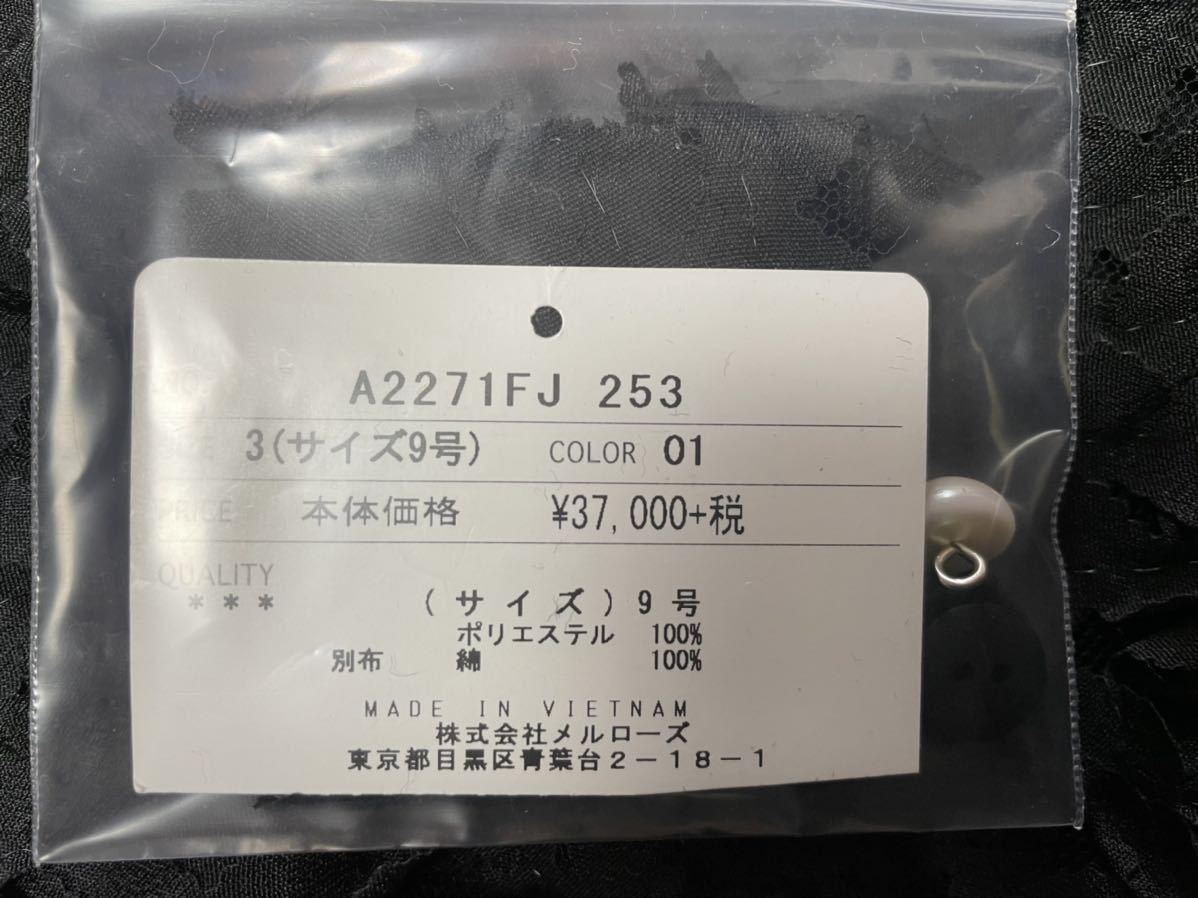 A2271FJ 253
3(サイズ9号) COLOR 01
PRICE 本体価格 ¥37,000+税
QUALITY
***
(サイズ)9号
ポリエステル 100%
別布 綿 100%
MADE IN VIETNAM
株式会社メルローズ
東京都目黒区青葉台2-18-1